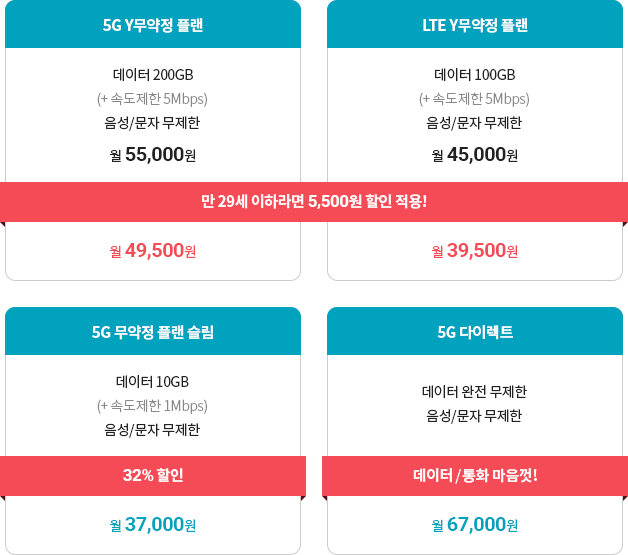 5G Y무약정 플랜
데이터 200GB
(+ 속도제한 5Mbps)
음성/문자 무제한
월 55,000원
LTE Y무약정 플랜
데이터 100GB
(+ 속도제한 5Mbps)
음성/문자 무제한
월 45,000원
만 29세 이하라면 5,500원 할인 적용!
월 49,500원
월 39,500원
5G 무약정 플랜 슬림
데이터 10GB
(+ 속도제한 1Mbps)
음성/문자 무제한
32% 할인
월 37,000원
5G 다이렉트
데이터 완전 무제한
음성/문자 무제한
데이터 / 통화 마음껏!
월 67,000원